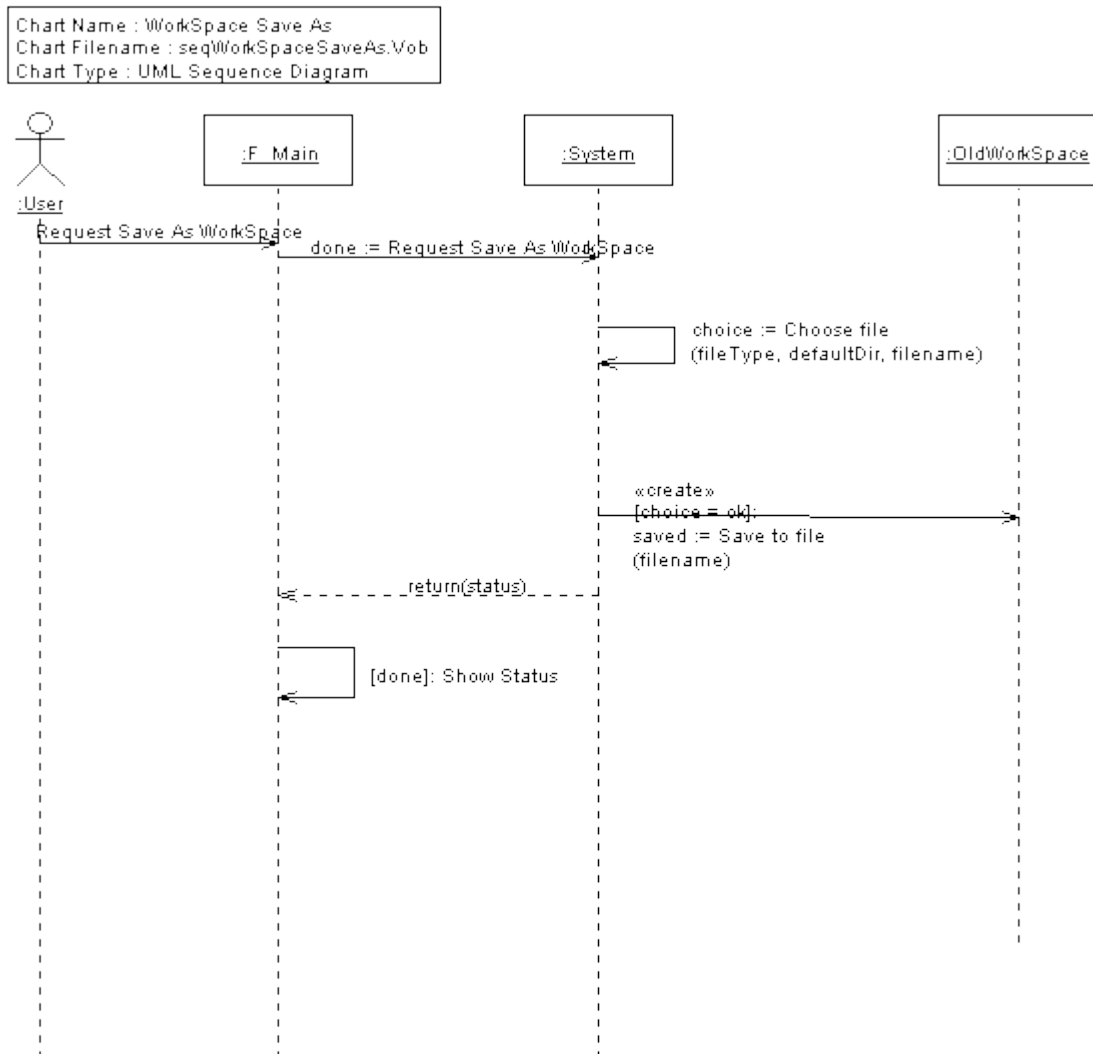 Chart Name : WorkSpace Save As
Chart Filename : seqWorkSpaceSaveAs.Vob
Chart Type : UML Sequence Diagram
:User
:F_Main
:System
:OldWorkSpace
Request Save As WorkSpace
done := Request Save As WorkSpace
choice := Choose file
(fileType, defaultDir, filename)
«create»
[choice = ok]:
saved := Save to file
(filename)
return(status)
[done]: Show Status